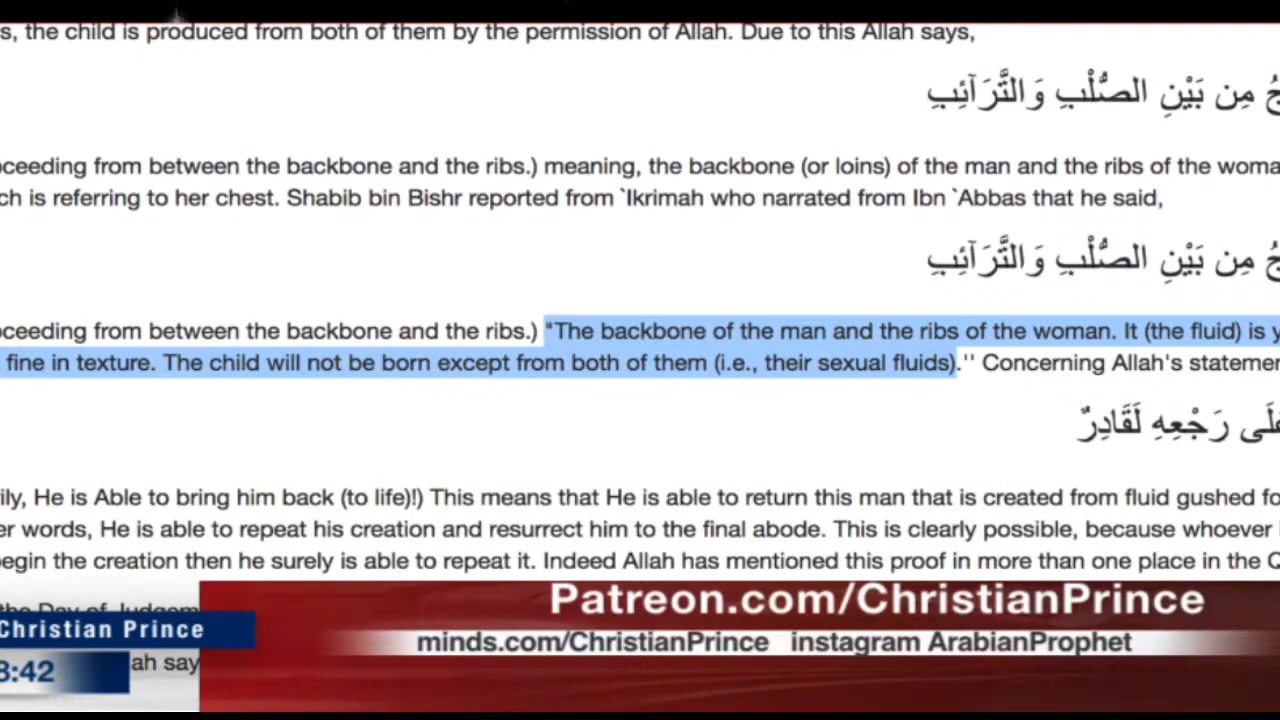 s, the child is produced from both of them by the permission of Allah. Due to this Allah says,
جُ مِن بَيْنِ الصُّلْبِ وَالتَّرَآئِبِ
ceeding from between the backbone and the ribs.) meaning, the backbone (or loins) of the man and the ribs of the woma
ch is referring to her chest. Shabib bin Bishr reported from `Ikrimah who narrated from Ibn `Abbas that he said,
جُ مِن بَيْنِ الصُّلْبِ وَالتَّرَآئِبِ
ceeding from between the backbone and the ribs.) "The backbone of the man and the ribs of the woman. It (the fluid) is y
fine in texture. The child will not be born except from both of them (i.e., their sexual fluids).'' Concerning Allah's statemen
عَلَى رَجْعِهِ لَقَادِرٌ
ily, He is Able to bring him back (to life)!) This means that He is able to return this man that is created from fluid gushed fo
er words, He is able to repeat his creation and resurrect him to the final abode. This is clearly possible, because whoever
egin the creation then he surely is able to repeat it. Indeed Allah has mentioned this proof in more than one place in the Q
the Day of Judgem
ah say
Christian Prince
8:42
Patreon.com/ChristianPrince
minds.com/ChristianPrince instagram ArabianProphet